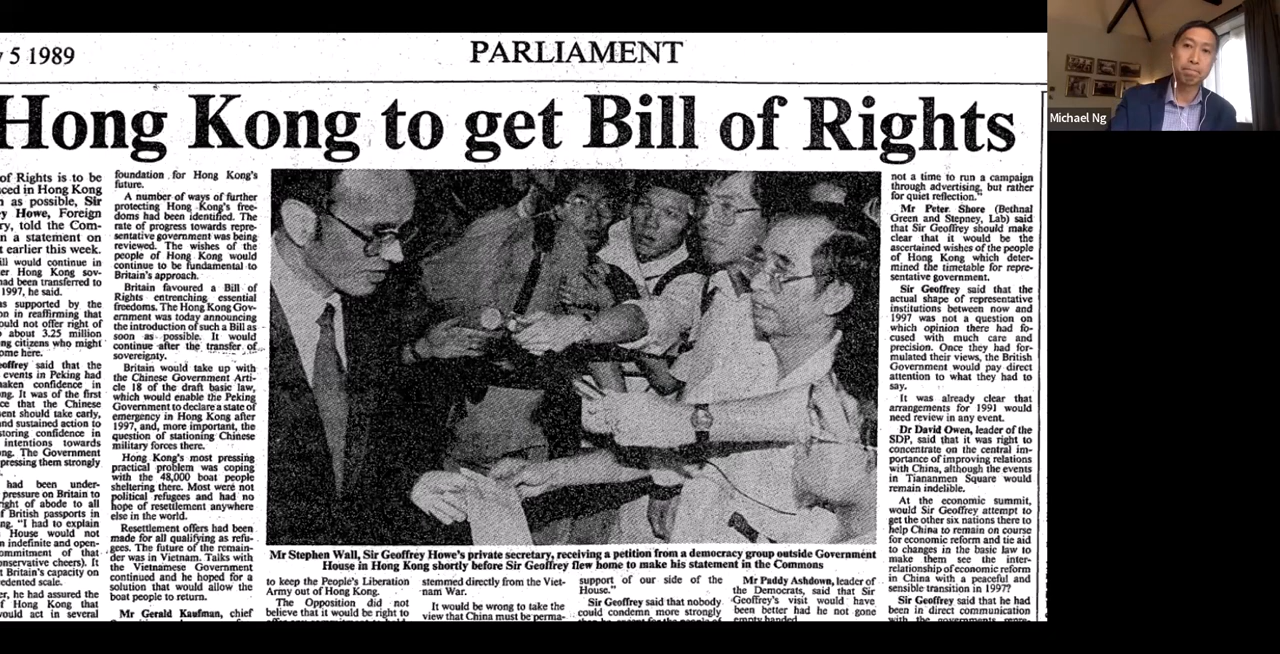 5 1989
PARLIAMENT
Hong Kong to get Bill of Rights
of Rights is to be
ced in Hong Kong
as possible, Sir
y Howe, Foreign
ry, told the Com-
n a statement on
t earlier this week.
ill would continue in
er Hong Kong sov-
had been transferred to
1997, he said.
as supported by the
on in reaffirming that
ould not offer right of
about 3.25 million
ng citizens who might
ome here.
eoffrey said that the
events in Peking had
haken confidence in
ng. It was of the first
ce that the Chinese
ent should take early,
and sustained action to
storing confidence in
intentions towards
ng. The Government
pressing them strongly
had been under-
pressure on Britain to
right of abode to all
f British passports in
ng. "I had to explain
House would not
n indefinite and open-
ommitment of that
onservative cheers). It
t Britain's capacity on
edented scale.
er, he had assured the
f Hong Kong that
ould act in several
foundation for Hong Kong's
future.
A number of ways of further
protecting Hong Kong's free-
doms had been identified. The
rate of progress towards repre-
sentative government was being
reviewed. The wishes of the
people of Hong Kong would
continue to be fundamental to
Britain's approach.
Britain favoured a Bill of
Rights entrenching essential
freedoms. The Hong Kong Gov-
ernment was today announcing
the introduction of such a Bill as
soon as possible. It would
continue after the transfer of
sovereignty.
Britain would take up with
the Chinese Government Arti-
cle 18 of the draft basic law,
which would enable the Peking
Government to declare a state of
emergency in Hong Kong after
1997, and, more important, the
question of stationing Chinese
military forces there.
Hong Kong's most pressing
practical problem was coping
with the 48,000 boat people
sheltering there. Most were not
political refugees and had no
hope of resettlement anywhere
else in the world.
Resettlement offers had been
made for all qualifying as refu-
gees. The future of the remain-
der was in Vietnam. Talks with
the Vietnamese Government
continued and he hoped for a
solution that would allow the
boat people to return.
Mr Gerald Kaufman, chief
Mr Stephen Wall, Sir Geoffrey Howe's private secretary, receiving a petition from a democracy group outside Government
House in Hong Kong shortly before Sir Geoffrey flew home to make his statement in the Commons
to keep the People's Liberation
Army out of Hong Kong.
The Opposition did not
believe that it would be right to
stemmed directly from the Viet-
nam War.
It would be wrong to take the
view that China must be perma-
support of our side of the
House."
Sir Geoffrey said that nobody
could condemn more strongly
Mr Paddy Ashdown, leader of
the Democrats, said that Sir
Geoffrey's visit would have
been better had he not gone
empty handed
not a time to run a campaign
through advertising, but rather
for quiet reflection."
Mr Peter Shore (Bethnal
Green and Stepney, Lab) said
that Sir Geoffrey should make
clear that it would be the
ascertained wishes of the people
of Hong Kong which deter-
mined the timetable for repre-
sentative government.
Sir Geoffrey said that the
actual shape of representative
institutions between now and
1997 was not a question on
which opinion there had fo-
cused with much care and
precision. Once they had for-
mulated their views, the British
Government would pay direct
attention to what they had to
say.
It was already clear that
arrangements for 1991 would
need review in any event.
Dr David Owen, leader of the
SDP, said that it was right to
concentrate on the central im-
portance of improving relations
with China, although the events
in Tiananmen Square would
remain indelible.
At the economic summit,
would Sir Geoffrey attempt to
get the other six nations there to
help China to remain on course
for economic reform and tie aid
to changes in the basic law to
make them see the inter-
relationship of economic reform
in China with a peaceful and
sensible transition in 1997?
Sir Geoffrey said that he had
been in direct communication
with the governments repre-
Michael Ng